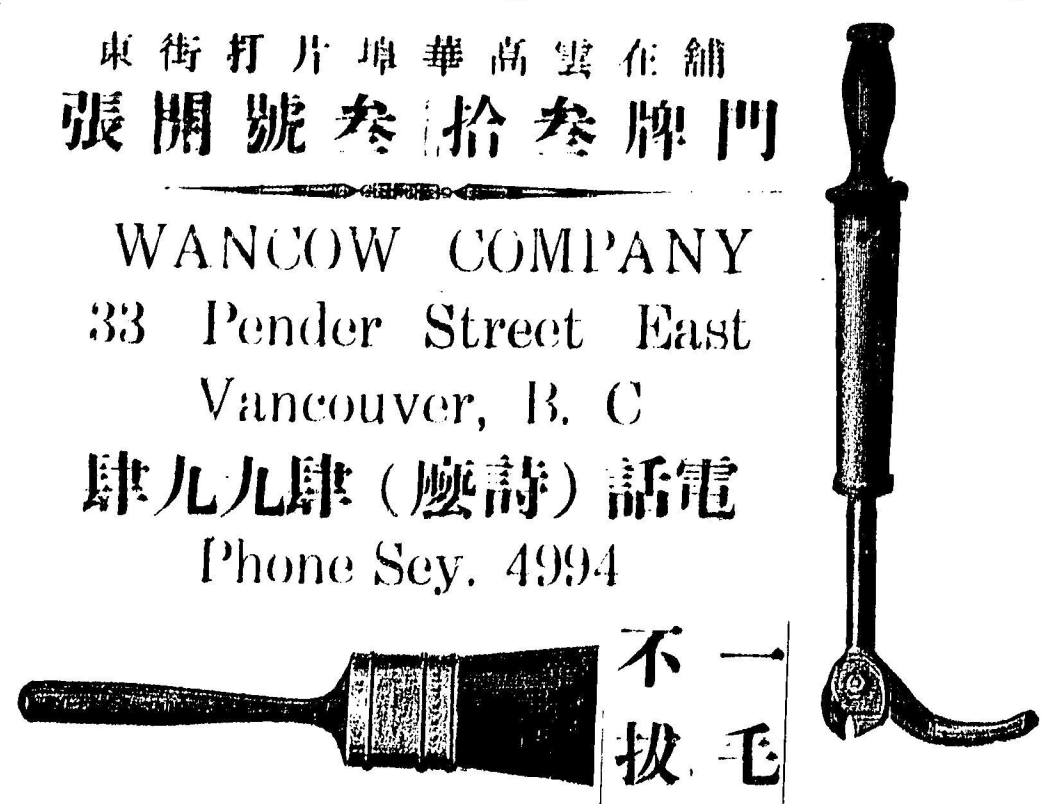 舖在雲高華埠片打街東
門牌叁拾叁號開張
WANCOW COMPANY
33 Pender Street East
Vancouver, B. C
電話（詩麼）肆九九肆
Phone Sey. 4994
一毛
不拔